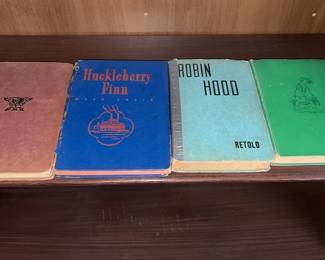 Huckleberry
Finn
MARK TWAIN
ROBIN
HOOD
RETOLD